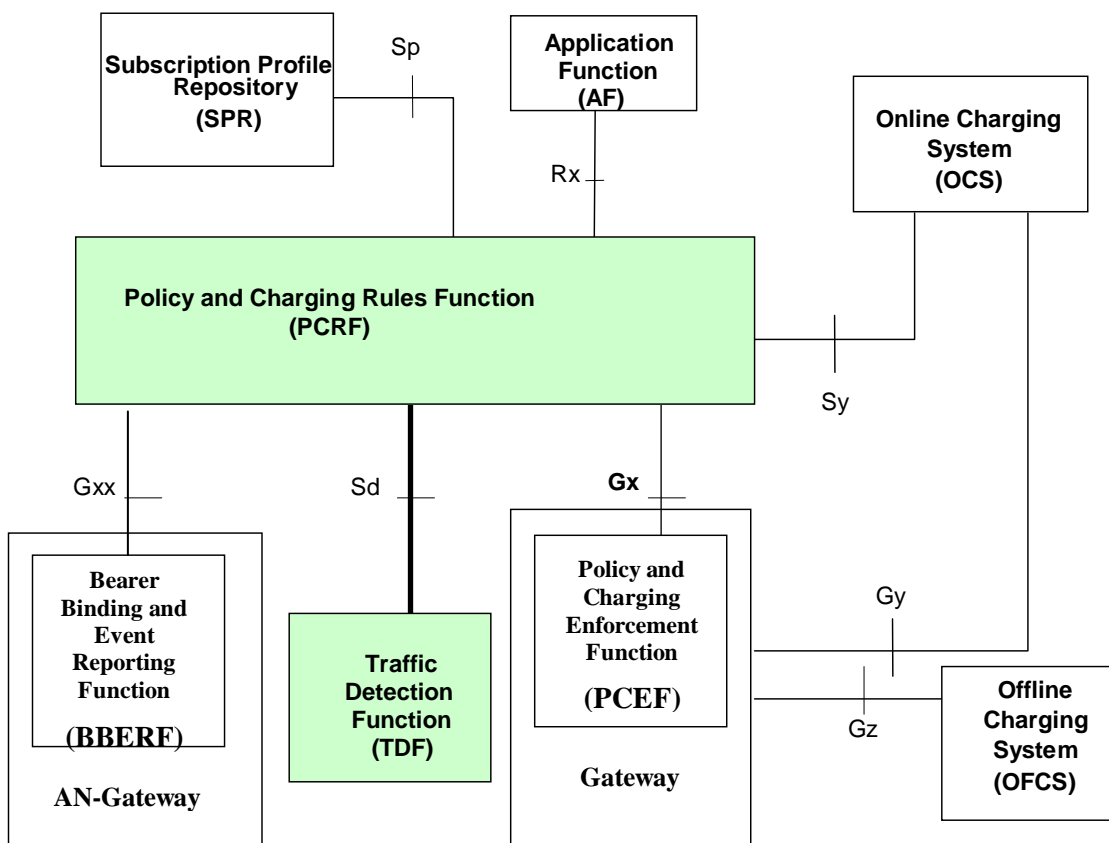 Subscription Profile
Repository
(SPR)
Sp
Application
Function
(AF)
Rx
Online Charging
System
(OCS)
Policy and Charging Rules Function
(PCRF)
Sy
Gxx
Sd
Gx
Bearer
Binding and
Event
Reporting
Function
(BBERF)
AN-Gateway
Traffic
Detection
Function
(TDF)
Policy and
Charging
Enforcement
Function
(PCEF)
Gateway
Gy
Gz
Offline
Charging
System
(OFCS)